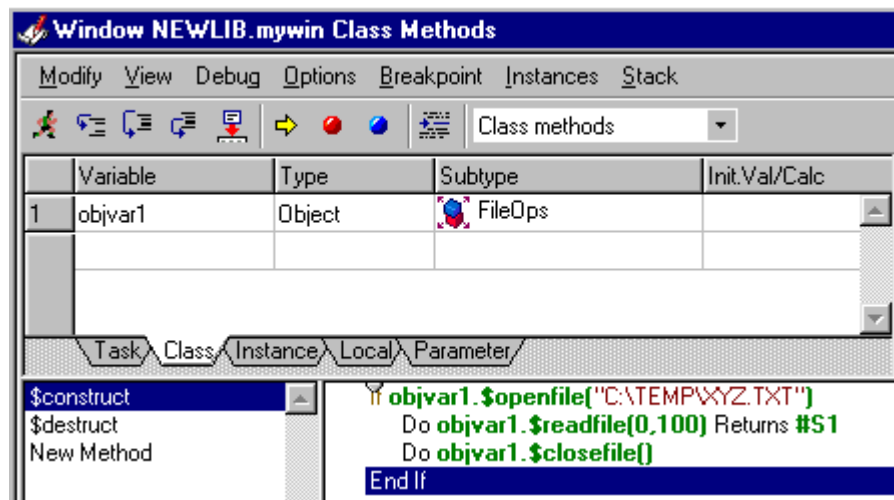 Window NEWLIB.mywin Class Methods
Modify View Debug Options Breakpoint Instances Stack
Class methods
Variable Type Subtype Init.Val/Calc
1 objvar1 Object FileOps
Task Class Instance Local Parameter
$construct If objvar1.$openfile("C:\TEMP\XYZ.TXT")
$destruct Do objvar1.$readfile(0,100) Returns #S1
New Method Do objvar1.$closefile()
End If